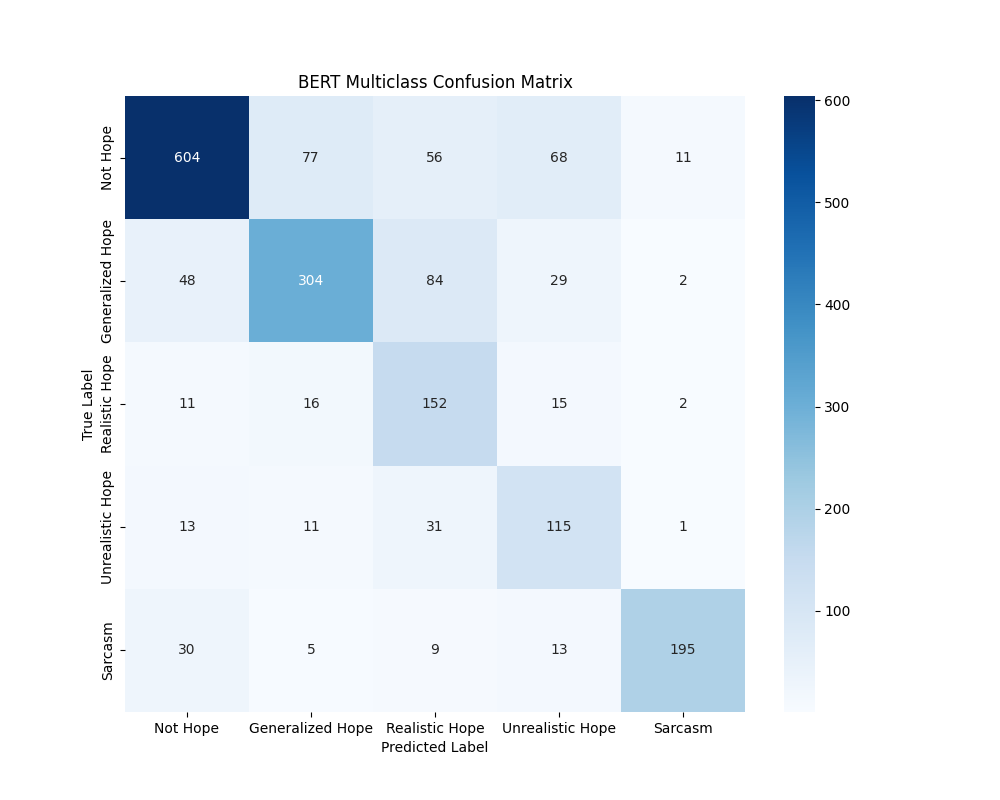 BERT Multiclass Confusion Matrix
True Label
Not Hope
604 77 56 68 11
Generalized Hope
48 304 84 29 2
Realistic Hope
11 16 152 15 2
Unrealistic Hope
13 11 31 115 1
Sarcasm
30 5 9 13 195
Not Hope Generalized Hope Realistic Hope Unrealistic Hope Sarcasm
Predicted Label
600
500
400
300
200
100